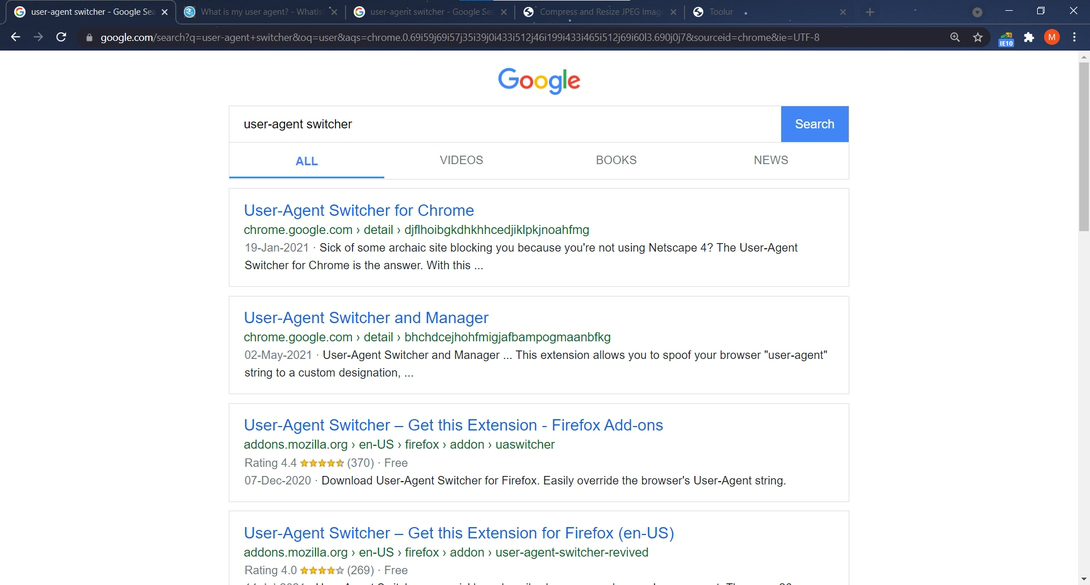 user-agent switcher - Google Se
What is my user agent? - What
user-agent switcher - Google Se
Compress and Resize JPEG Imag
Toolur
google.com/search?q=user-agent+switcher&oq=user&aqs=chrome.0.69i59j69i57j35i39j0i433i512j46i199i433i465i512j69i60l3.690j0j7&sourceid=chrome&ie=UTF-8
IE10
M
Google
user-agent switcher
Search
ALL
VIDEOS
BOOKS
NEWS
User-Agent Switcher for Chrome
chrome.google.com › detail › djflhoibgkdhkhhcedjiklpkjnoahfmg
19-Jan-2021 · Sick of some archaic site blocking you because you're not using Netscape 4? The User-Agent
Switcher for Chrome is the answer. With this ...
User-Agent Switcher and Manager
chrome.google.com › detail › bhchdcejhohfmigjafbampogmaanbfkg
02-May-2021 · User-Agent Switcher and Manager ... This extension allows you to spoof your browser "user-agent"
string to a custom designation, ...
User-Agent Switcher – Get this Extension - Firefox Add-ons
addons.mozilla.org › en-US › firefox › addon › uaswitcher
Rating 4.4 (370) · Free
07-Dec-2020 · Download User-Agent Switcher for Firefox. Easily override the browser's User-Agent string.
User-Agent Switcher – Get this Extension for Firefox (en-US)
addons.mozilla.org › en-US › firefox › addon › user-agent-switcher-revived
Rating 4.0 (269) · Free